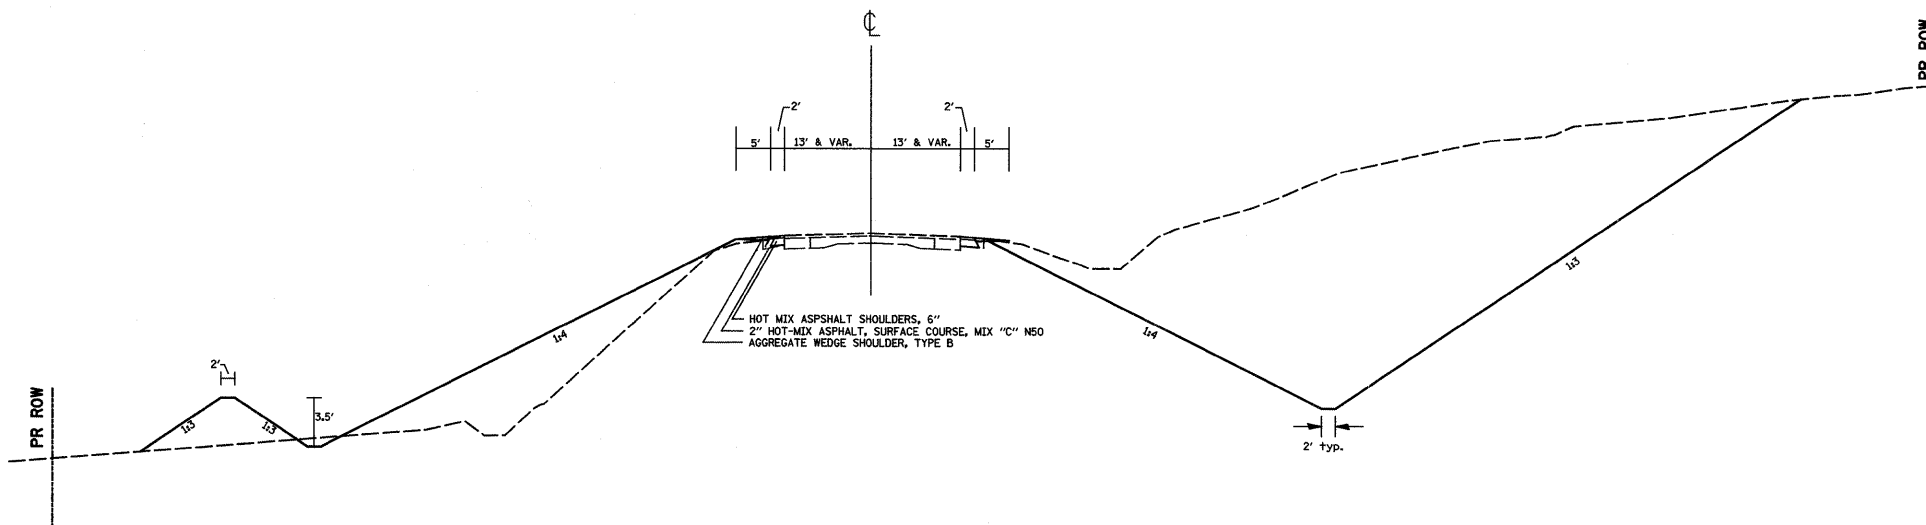 ℄
PR ROW
2'
2'
5'
13' & VAR.
13' & VAR.
5'
HOT MIX ASPSHALT SHOULDERS, 6"
2" HOT-MIX ASPHALT, SURFACE COURSE, MIX "C" N50
AGGREGATE WEDGE SHOULDER, TYPE B
1:4
1:4
1:3
2'
PR ROW
1:3
1:3
3.5'
2' typ.